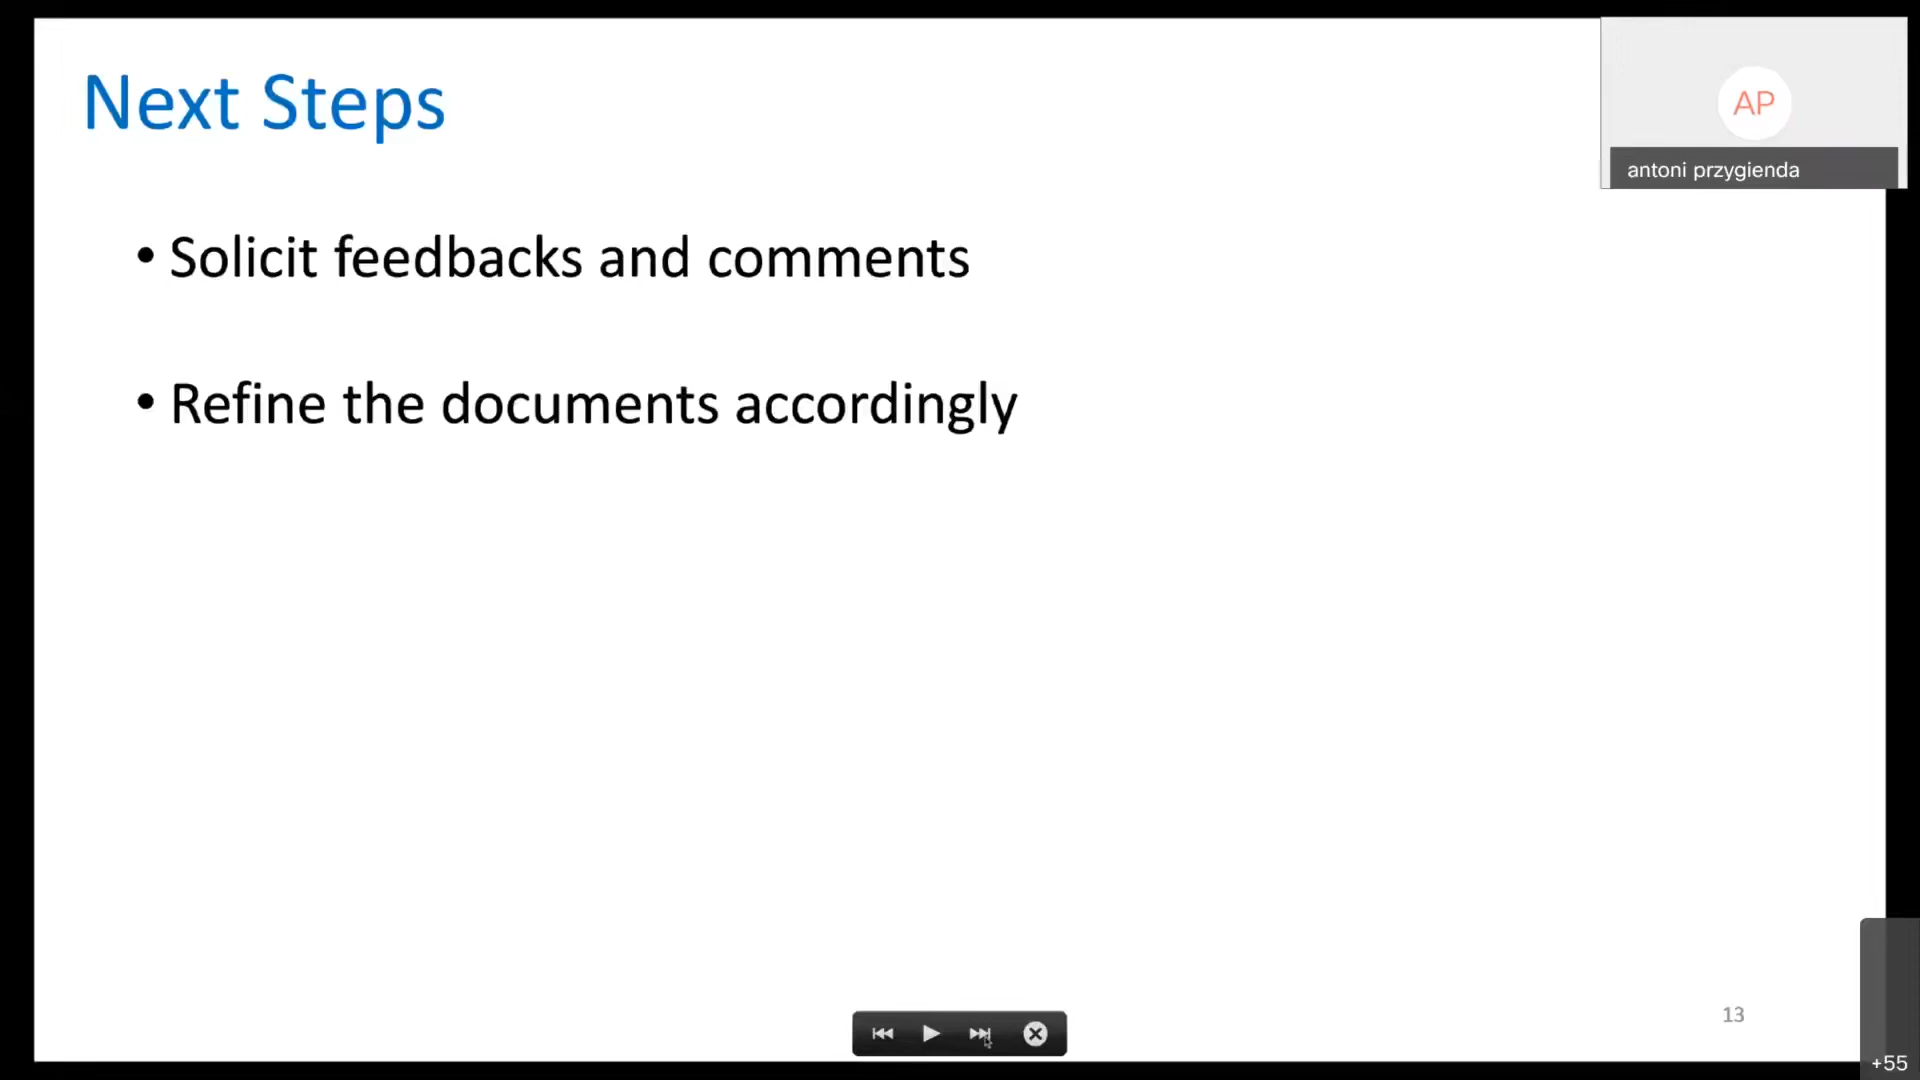 Next Steps
AP
antoni przygienda
• Solicit feedbacks and comments
• Refine the documents accordingly
13
+55